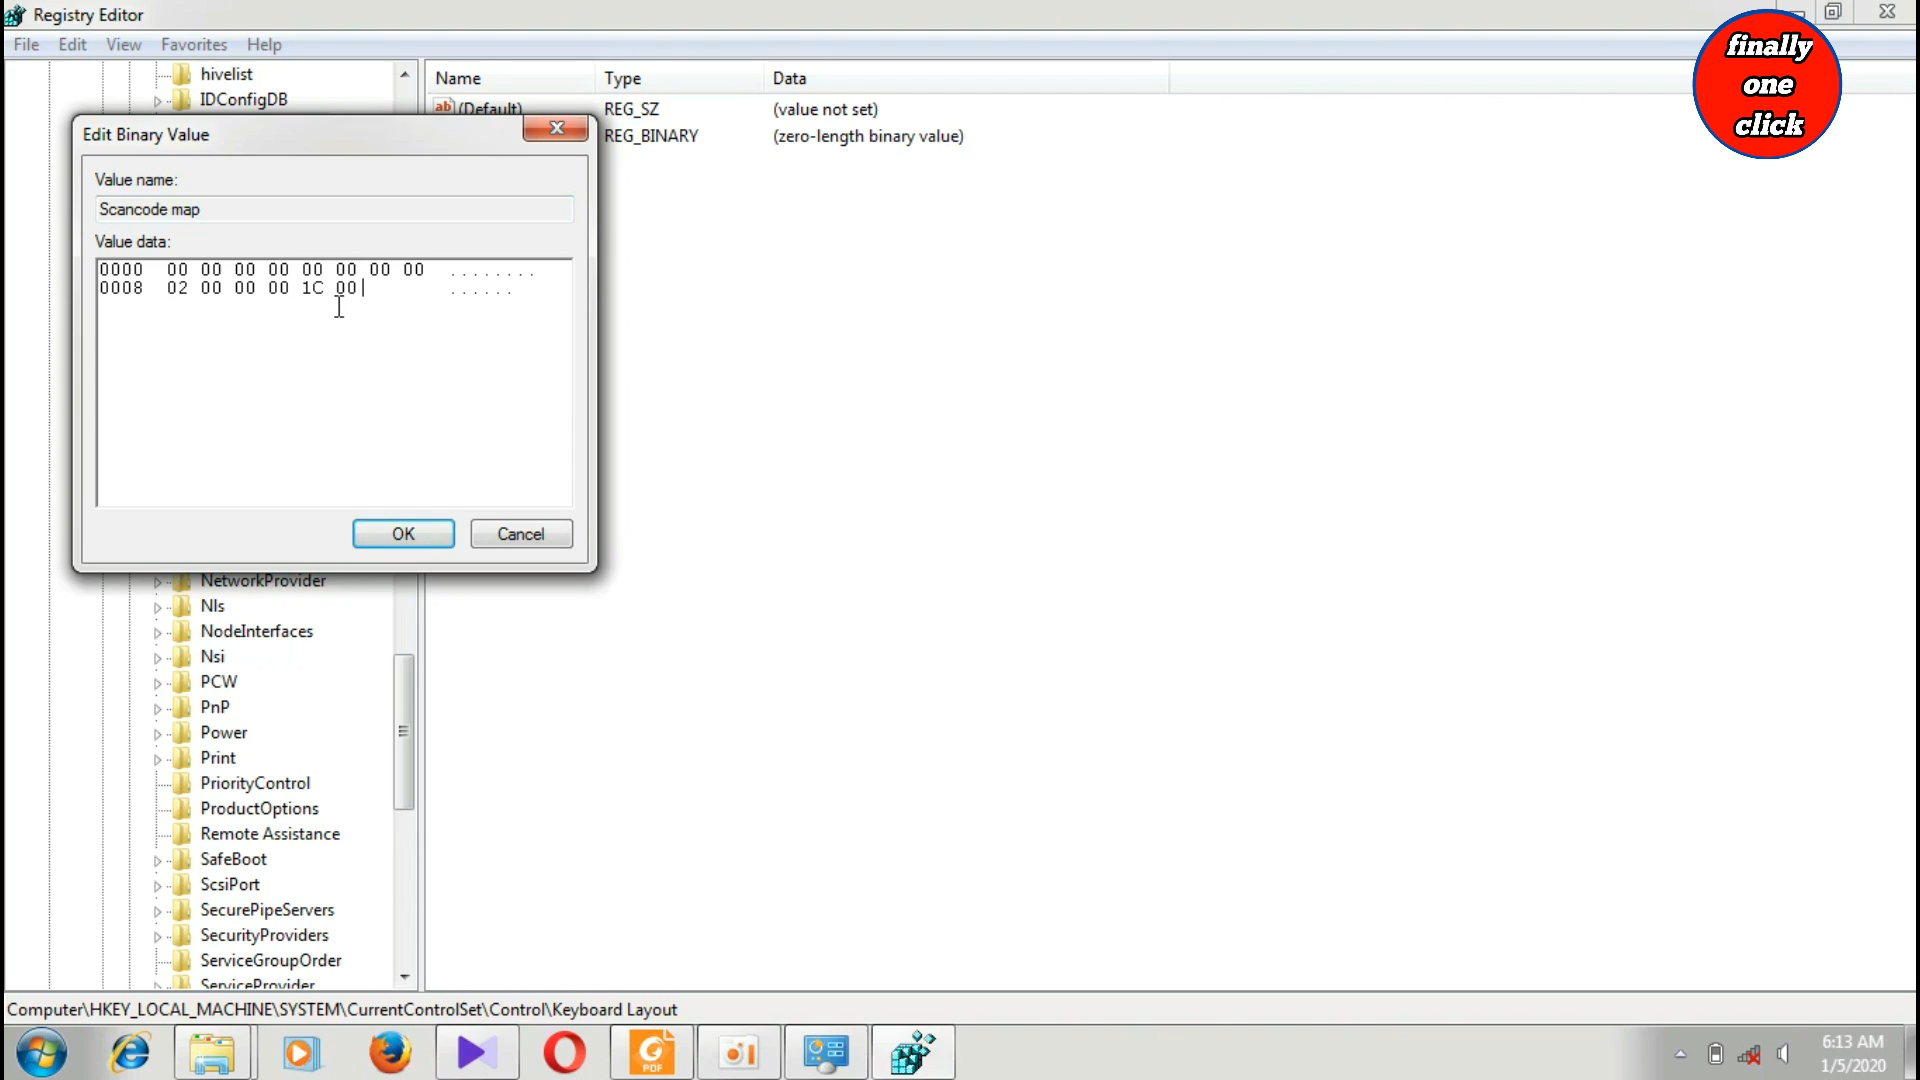 Registry Editor
finally
one
click
File Edit View Favorites Help
hivelist
IDConfigDB
Name Type Data
(Default) REG_SZ (value not set)
REG_BINARY (zero-length binary value)
Edit Binary Value
Value name:
Scancode map
Value data:
0000 00 00 00 00 00 00 00 00 ........
0008 02 00 00 00 1C 00 ......
OK Cancel
NetworkProvider
Nls
NodeInterfaces
Nsi
PCW
PnP
Power
Print
PriorityControl
ProductOptions
Remote Assistance
SafeBoot
ScsiPort
SecurePipeServers
SecurityProviders
ServiceGroupOrder
ServiceProvider
Computer\HKEY_LOCAL_MACHINE\SYSTEM\CurrentControlSet\Control\Keyboard Layout
PDF
6:13 AM
1/5/2020